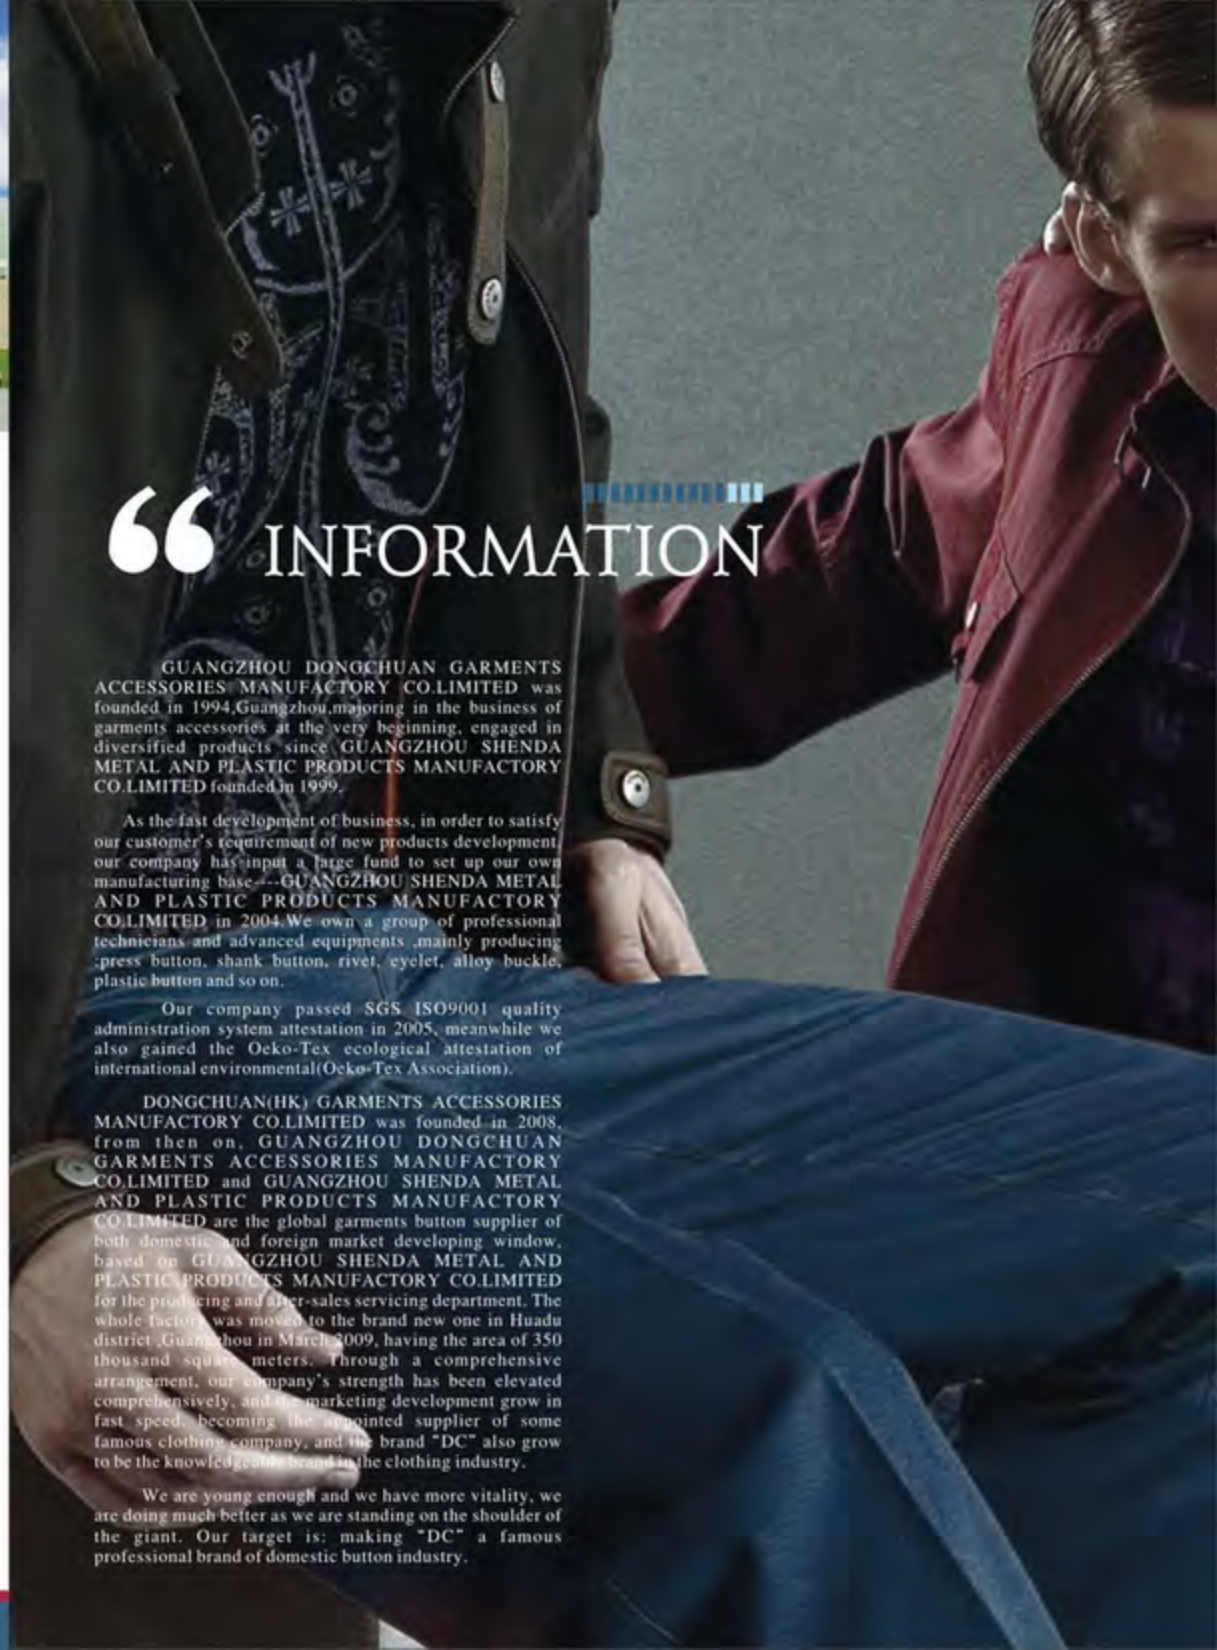 INFORMATION
GUANGZHOU DONGCHUAN GARMENTS
ACCESSORIES MANUFACTORY CO.LIMITED was
founded in 1994,Guangzhou,majoring in the business of
garments accessories at the very beginning, engaged in
diversified products since GUANGZHOU SHENDA
METAL AND PLASTIC PRODUCTS MANUFACTORY
CO.LIMITED founded in 1999.
As the fast development of business, in order to satisfy
our customer's requirement of new products development,
our company has input a large fund to set up our own
manufacturing base----GUANGZHOU SHENDA METAL
AND PLASTIC PRODUCTS MANUFACTORY
CO.LIMITED in 2004.We own a group of professional
technicians and advanced equipments ,mainly producing
:press button, shank button, rivet, eyelet, alloy buckle,
plastic button and so on.
Our company passed SGS ISO9001 quality
administration system attestation in 2005, meanwhile we
also gained the Oeko-Tex ecological attestation of
international environmental(Oeko-Tex Association).
DONGCHUAN(HK) GARMENTS ACCESSORIES
MANUFACTORY CO.LIMITED was founded in 2008,
from then on, GUANGZHOU DONGCHUAN
GARMENTS ACCESSORIES MANUFACTORY
CO.LIMITED and GUANGZHOU SHENDA METAL
AND PLASTIC PRODUCTS MANUFACTORY
CO.LIMITED are the global garments button supplier of
both domestic and foreign market developing window,
based on GUANGZHOU SHENDA METAL AND
PLASTIC PRODUCTS MANUFACTORY CO.LIMITED
for the producing and after-sales servicing department. The
whole factory was moved to the brand new one in Huadu
district ,Guangzhou in March 2009, having the area of 350
thousand square meters. Through a comprehensive
arrangement, our company's strength has been elevated
comprehensively, and the marketing development grow in
fast speed, becoming the appointed supplier of some
famous clothing company, and the brand "DC" also grow
to be the knowledgeable brand in the clothing industry.
We are young enough and we have more vitality, we
are doing much better as we are standing on the shoulder of
the giant. Our target is: making "DC" a famous
professional brand of domestic button industry.